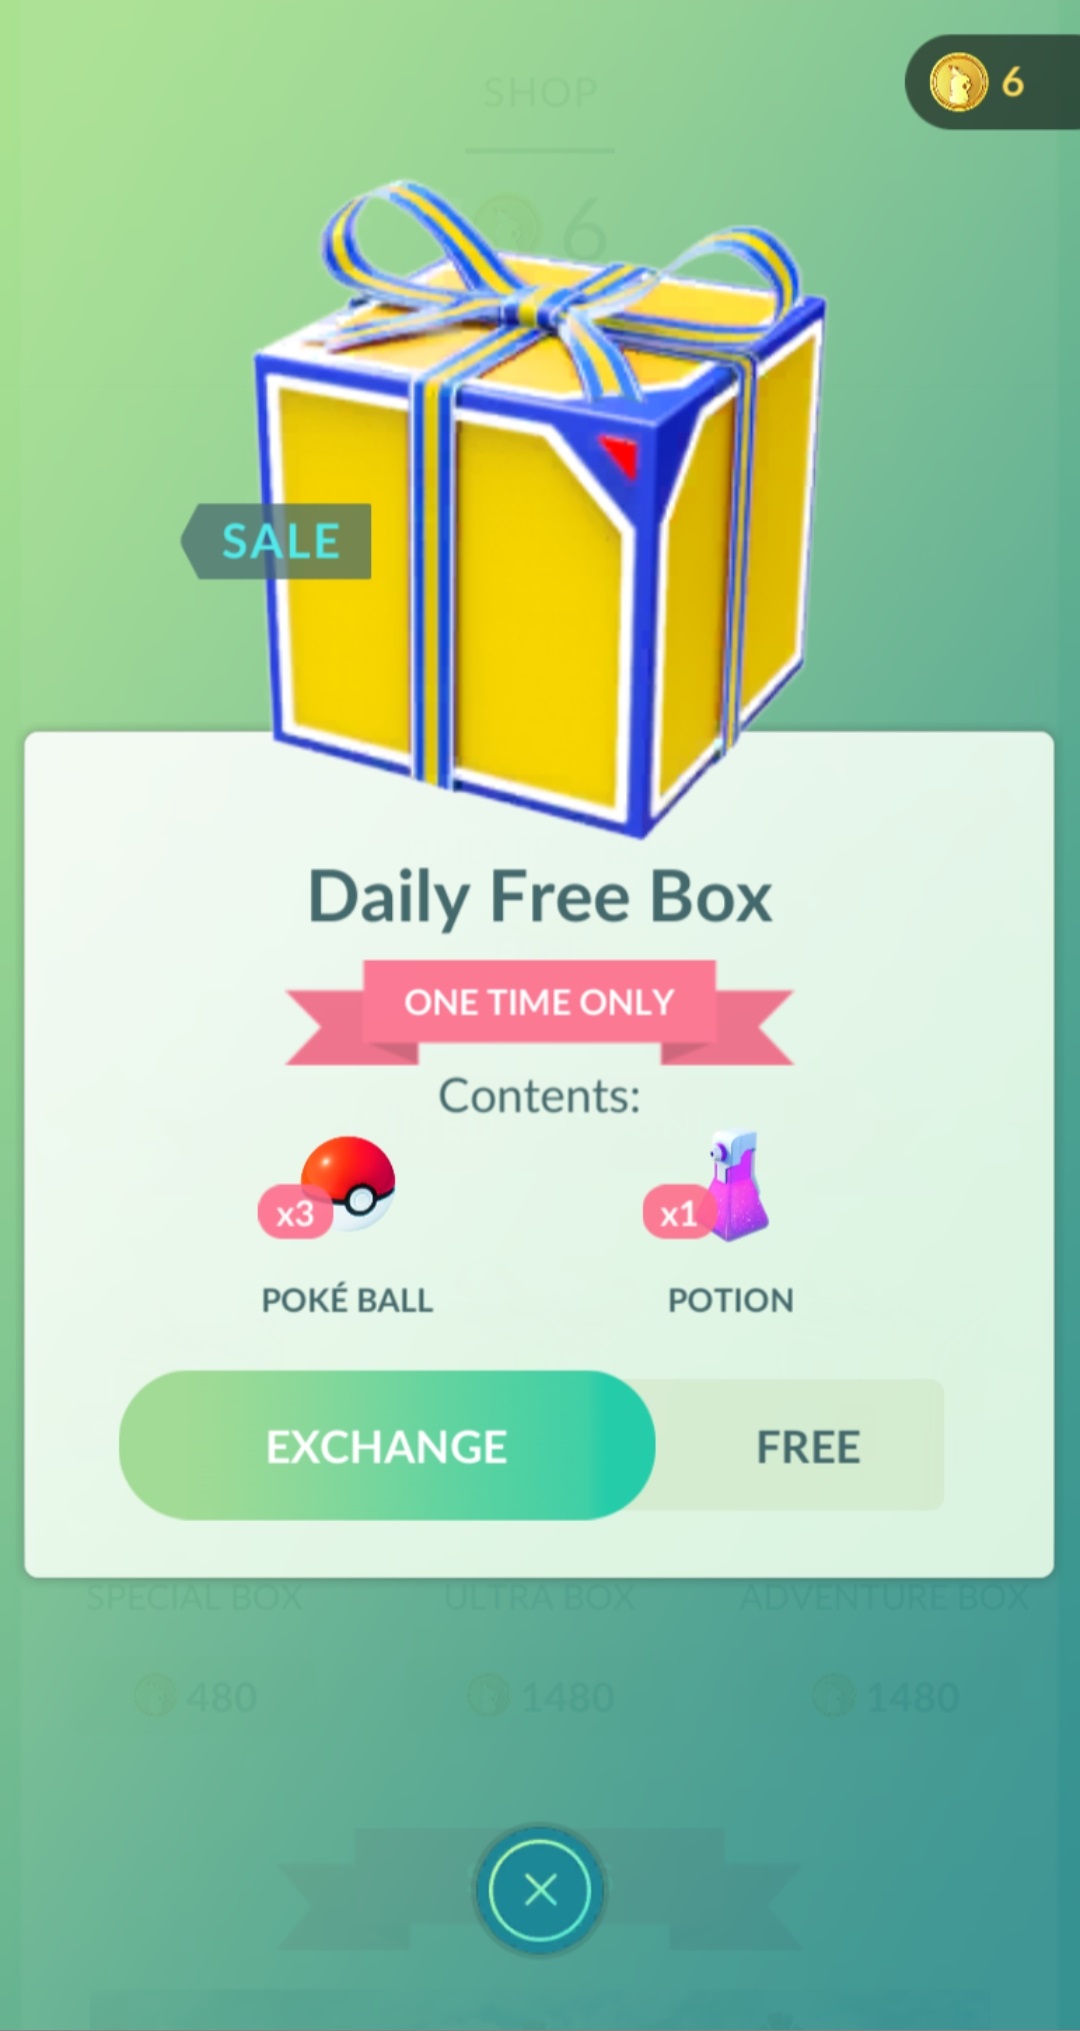 6
SHOP
6
SALE
Daily Free Box
ONE TIME ONLY
Contents:
x3
x1
POKÉ BALL
POTION
EXCHANGE
FREE
SPECIAL BOX
ULTRA BOX
ADVENTURE BOX
480
1480
1480